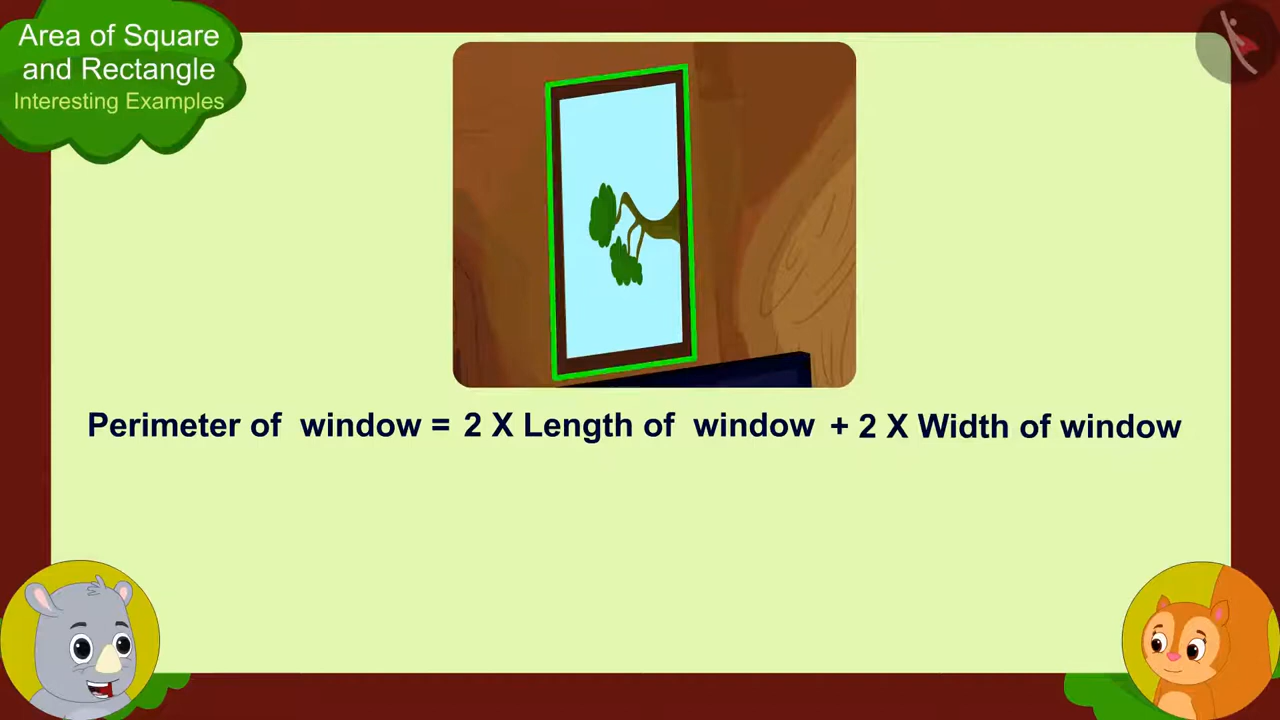 Area of Square
and Rectangle
Interesting Examples
Perimeter of window = 2 X Length of window + 2 X Width of window